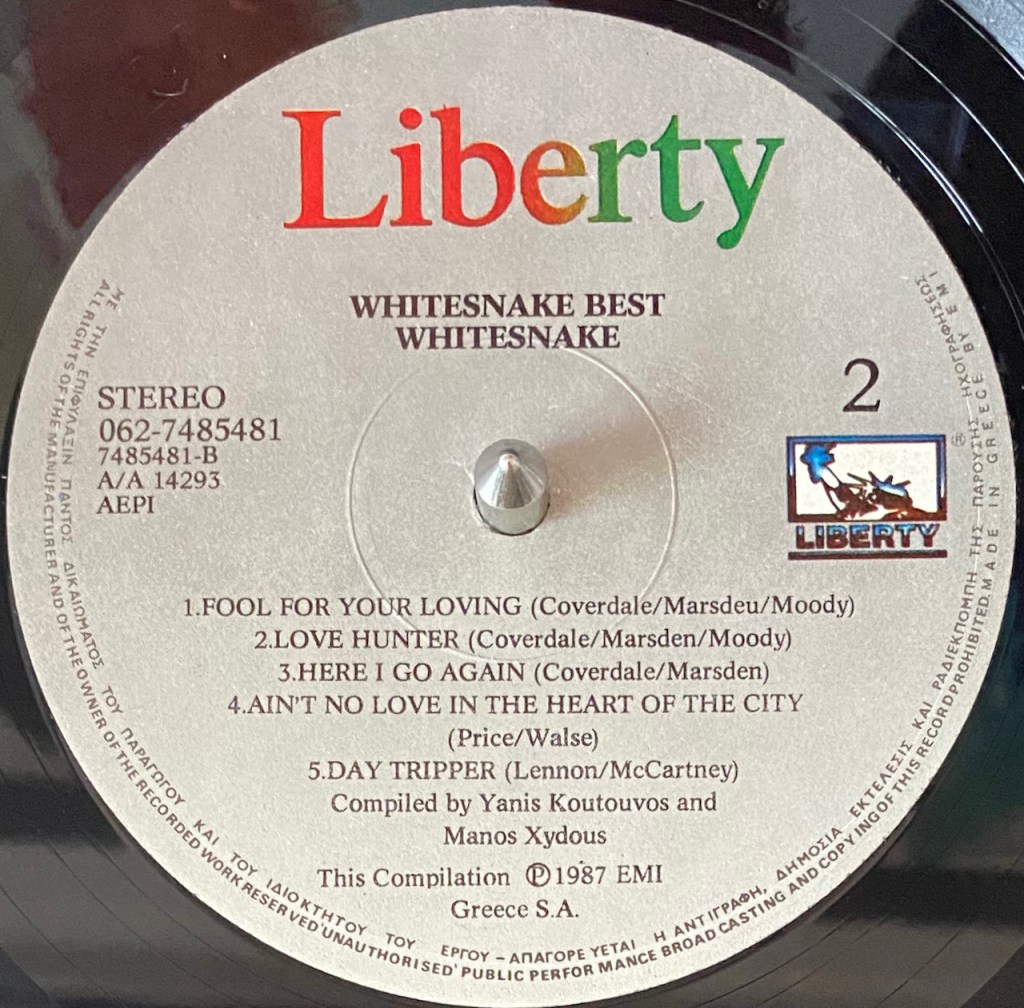 Liberty
WHITESNAKE BEST
WHITESNAKE
STEREO
062-7485481
7485481-B
A/A 14293
AEPI
2
LIBERTY
1.FOOL FOR YOUR LOVING (Coverdale/Marsdeu/Moody)
2.LOVE HUNTER (Coverdale/Marsden/Moody)
3.HERE I GO AGAIN (Coverdale/Marsden)
4.AIN'T NO LOVE IN THE HEART OF THE CITY
(Price/Walse)
5.DAY TRIPPER (Lennon/McCartney)
Compiled by Yanis Koutouvos and
Manos Xydous
This Compilation ℗1987 EMI
Greece S.A.
ΜΕ ΤΗΝ ΕΠΙΦΥΛΑΞΙΝ ΠΑΝΤΟΣ ΔΙΚΑΙΩΜΑΤΟΣ ΤΟΥ ΠΑΡΑΓΩΓΟΥ ΚΑΙ ΤΟΥ ΙΔΙΟΚΤΗΤΟΥ ΤΟΥ ΕΡΓΟΥ – ΑΠΑΓΟΡΕΥΕΤΑΙ Η ΑΝΤΙΓΡΑΦΗ, ΔΗΜΟΣΙΑ ΕΚΤΕΛΕΣΙΣ ΚΑΙ ΡΑΔΙΕΚΠΟΜΠΗ ΤΗΣ ΠΑΡΟΥΣΗΣ ΗΧΟΓΡΑΦΗΣΕΩΣ
ALL RIGHTS OF THE MANUFACTURER AND OF THE OWNER OF THE RECORDED WORK RESERVED UNAUTHORISED' PUBLIC PERFORMANCE BROADCASTING AND COPYING OF THIS RECORD PROHIBITED, MADE IN GREECE BY EMI